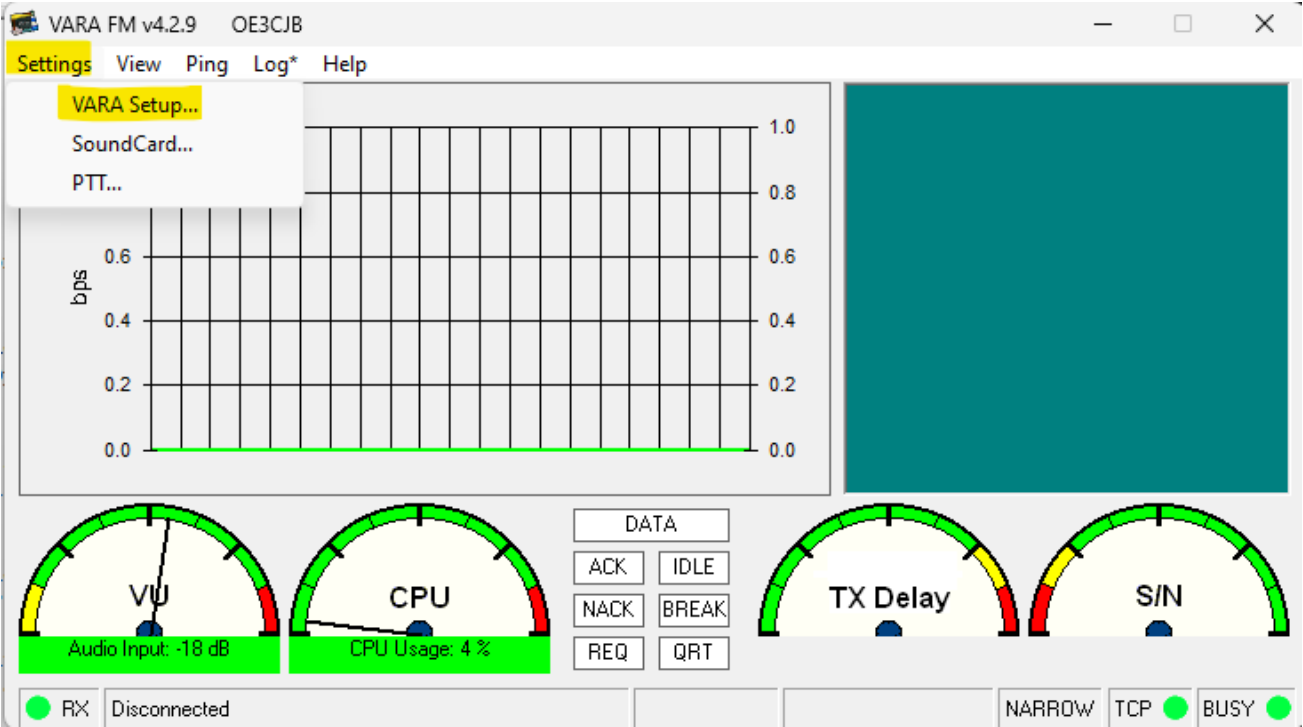 VARA FM v4.2.9 OE3CJB
Settings View Ping Log* Help
VARA Setup...
SoundCard...
PTT...
1.0
0.8
0.6 0.6
bps
0.4 0.4
0.2 0.2
0.0 0.0
DATA
ACK IDLE
NACK BREAK
REQ QRT
VU
Audio Input: -18 dB
CPU
CPU Usage: 4 %
TX Delay
S/N
RX Disconnected NARROW TCP BUSY